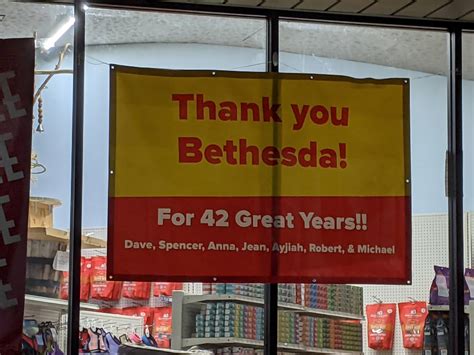 Thank you
Bethesda!
For 42 Great Years!!
Dave, Spencer, Anna, Jean, Ayjiah, Robert, & Michael